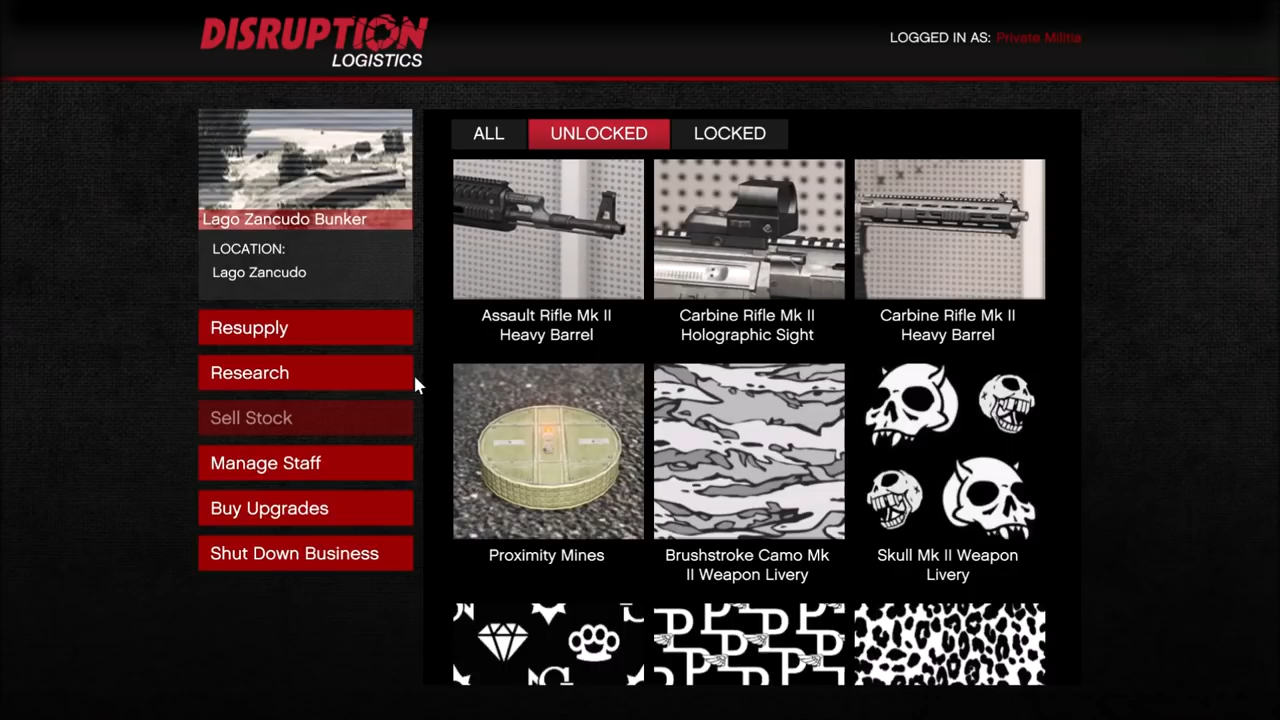 DISRUPTION
LOGISTICS
LOGGED IN AS: Private Militia
Lago Zancudo Bunker
LOCATION:
Lago Zancudo
Resupply
Research
Sell Stock
Manage Staff
Buy Upgrades
Shut Down Business
ALL
UNLOCKED
LOCKED
Assault Rifle Mk II
Heavy Barrel
Carbine Rifle Mk II
Holographic Sight
Carbine Rifle Mk II
Heavy Barrel
Proximity Mines
Brushstroke Camo Mk
II Weapon Livery
Skull Mk II Weapon
Livery